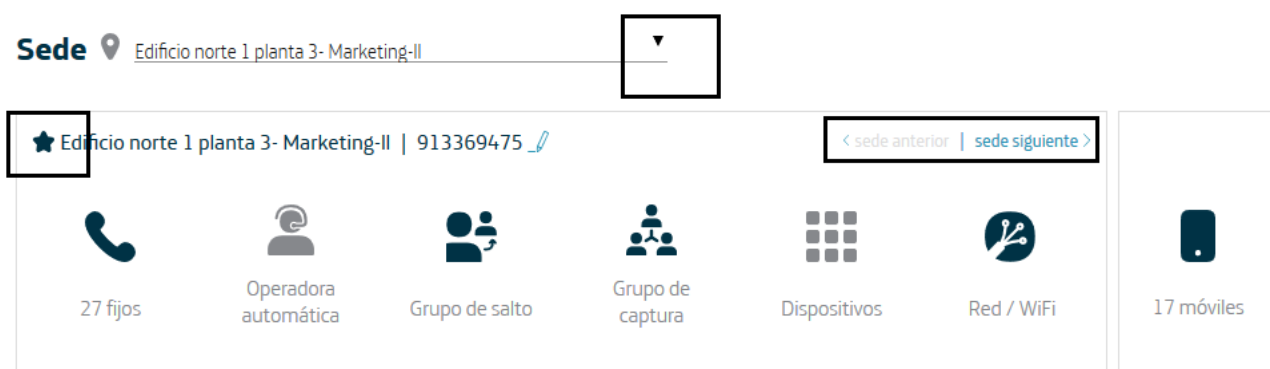 Sede Edificio norte 1 planta 3- Marketing-II ▼
Edificio norte 1 planta 3- Marketing-II | 913369475
< sede anterior | sede siguiente >
27 fijos
Operadora
automática
Grupo de salto
Grupo de
captura
Dispositivos
Red / WiFi
17 móviles